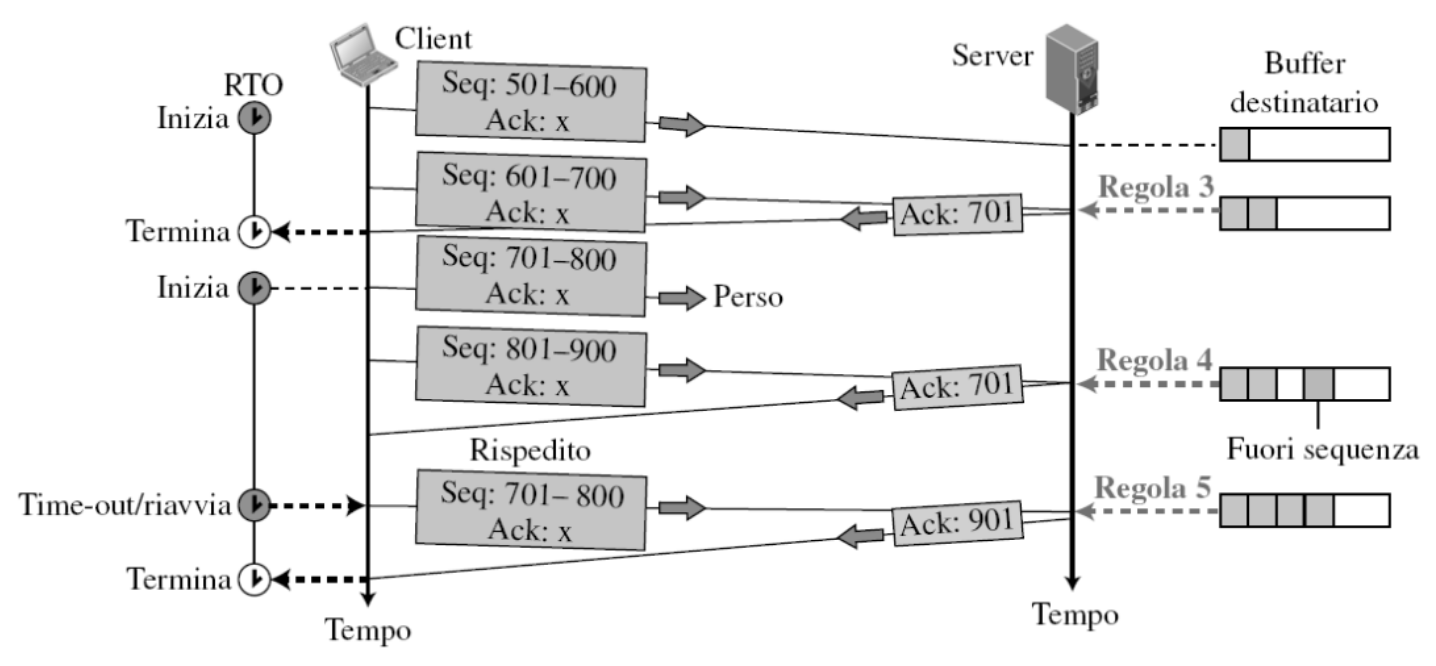 Client
Server
Buffer
destinatario
RTO
Inizia
Seq: 501–600
Ack: x
Seq: 601–700
Ack: x
Ack: 701
Regola 3
Termina
Seq: 701–800
Ack: x
Inizia
Perso
Seq: 801–900
Ack: x
Ack: 701
Regola 4
Fuori sequenza
Rispedito
Time-out/riavvia
Seq: 701– 800
Ack: x
Ack: 901
Regola 5
Termina
Tempo
Tempo